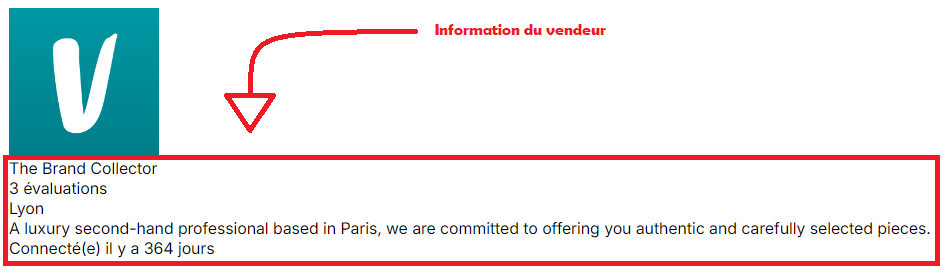 V
Information du vendeur
The Brand Collector
3 évaluations
Lyon
A luxury second-hand professional based in Paris, we are committed to offering you authentic and carefully selected pieces.
Connecté(e) il y a 364 jours